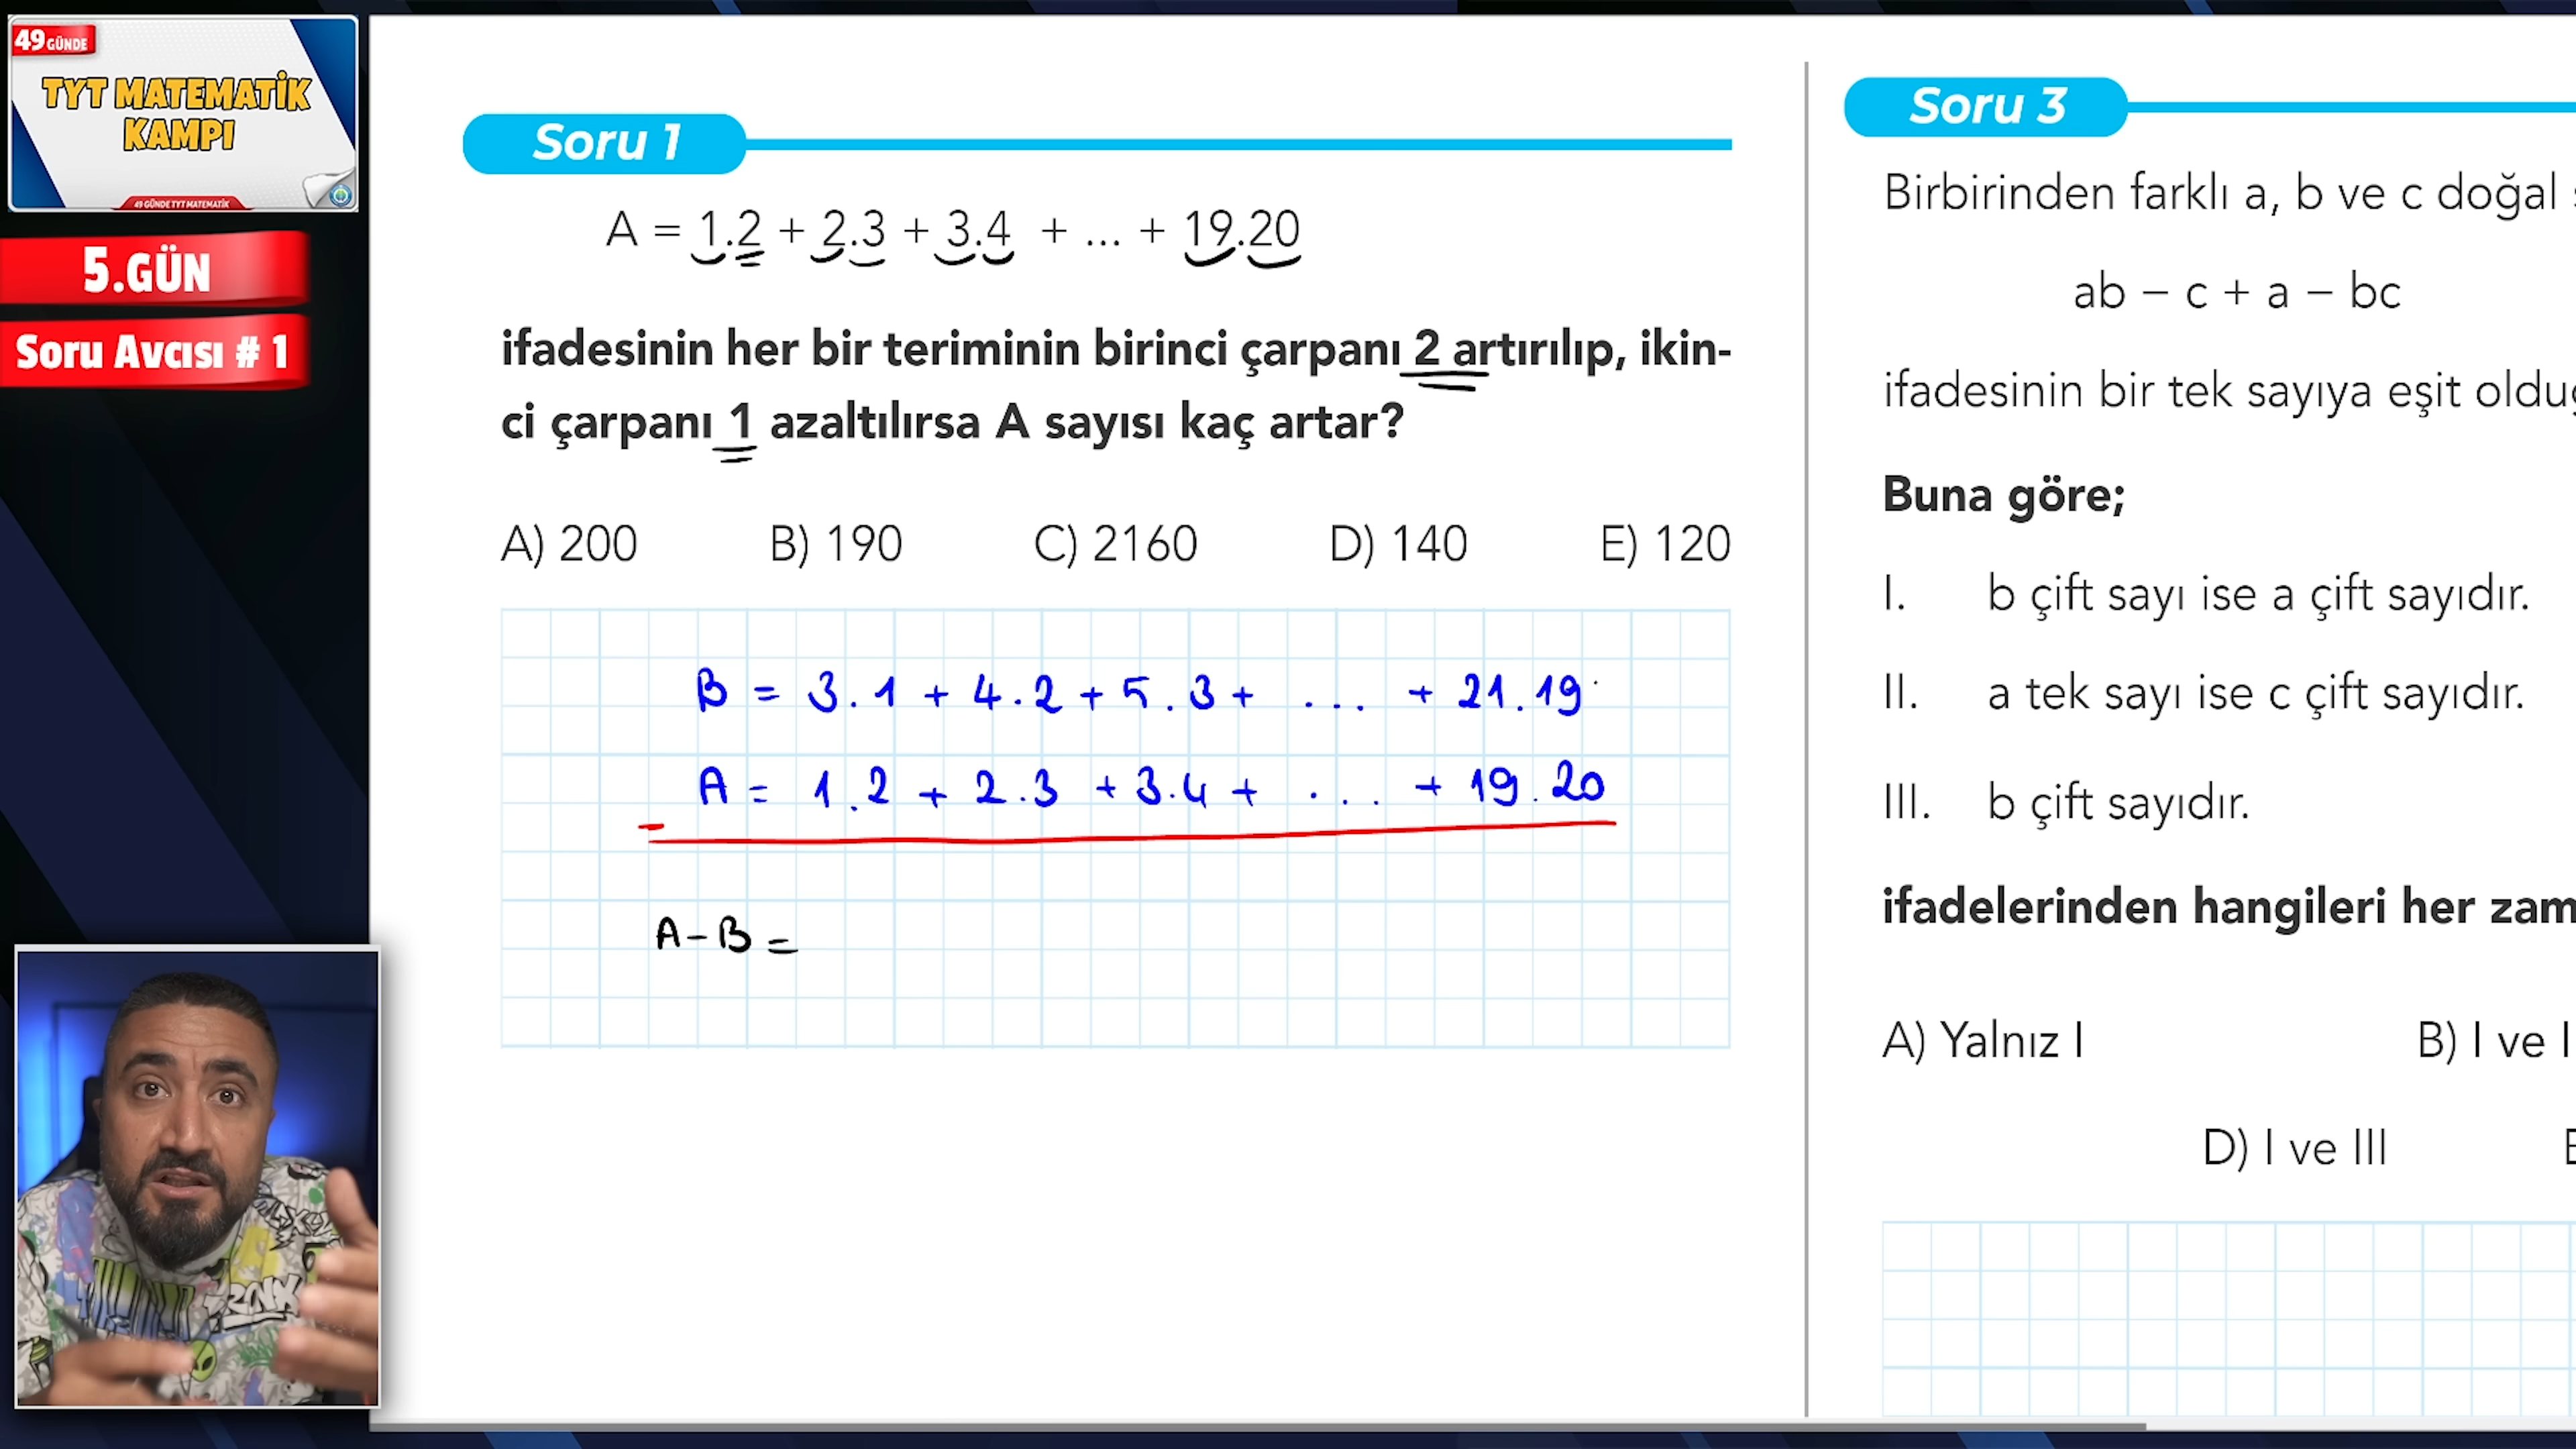 49 GÜNDE
TYT MATEMATİK
KAMPI
49 GÜNDE TYT MATEMATİK
5.GÜN
Soru Avcısı # 1
Soru 1
A = 1.2 + 2.3 + 3.4 + ... + 19.20
ifadesinin her bir teriminin birinci çarpanı 2 artırılıp, ikin-
ci çarpanı 1 azaltılırsa A sayısı kaç artar?
A) 200 B) 190 C) 2160 D) 140 E) 120
B = 3.1 + 4.2 + 5.3 + ... + 21.19
A = 1.2 + 2.3 + 3.4 + ... + 19.20
-
A - B =
Soru 3
Birbirinden farklı a, b ve c doğal
ab − c + a − bc
ifadesinin bir tek sayıya eşit
Buna göre;
I. b çift sayı ise a çift sayıdır.
II. a tek sayı ise c çift sayıdır.
III. b çift sayıdır.
ifadelerinden hangileri her
A) Yalnız I B) I ve
D) I ve III